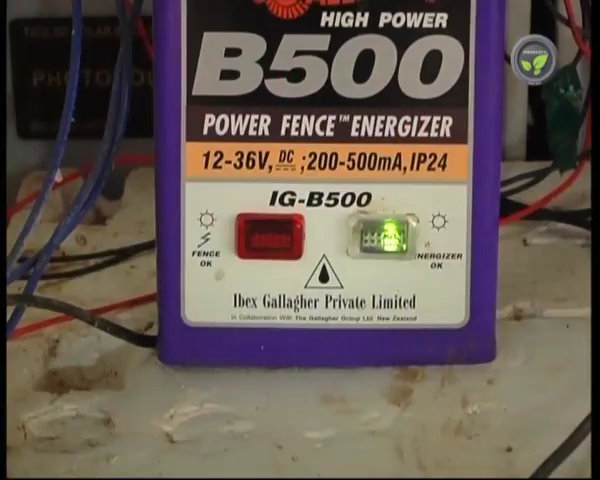 HIGH POWER
B500
POWER FENCE™ ENERGIZER
12-36V, DC ; 200-500mA, IP24
IG-B500
FENCE OK
ENERGIZER OK
Ibex Gallagher Private Limited
In Collaboration With The Gallagher Group Ltd. New Zealand